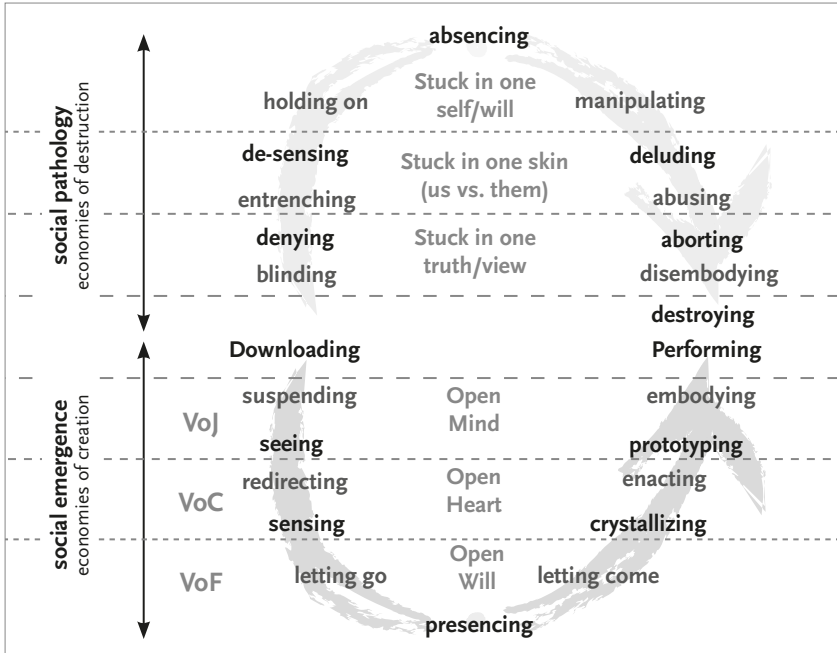 absencing
holding on
Stuck in one
self/will
manipulating
de-sensing
Stuck in one skin
(us vs. them)
deluding
entrenching
abusing
denying
Stuck in one
truth/view
aborting
blinding
disembodying
destroying
social pathology
economies of destruction
Downloading
Performing
suspending
Open
Mind
embodying
VoJ
seeing
prototyping
redirecting
Open
Heart
enacting
VoC
sensing
crystallizing
VoF
letting go
Open
Will
letting come
presencing
social emergence
economies of creation